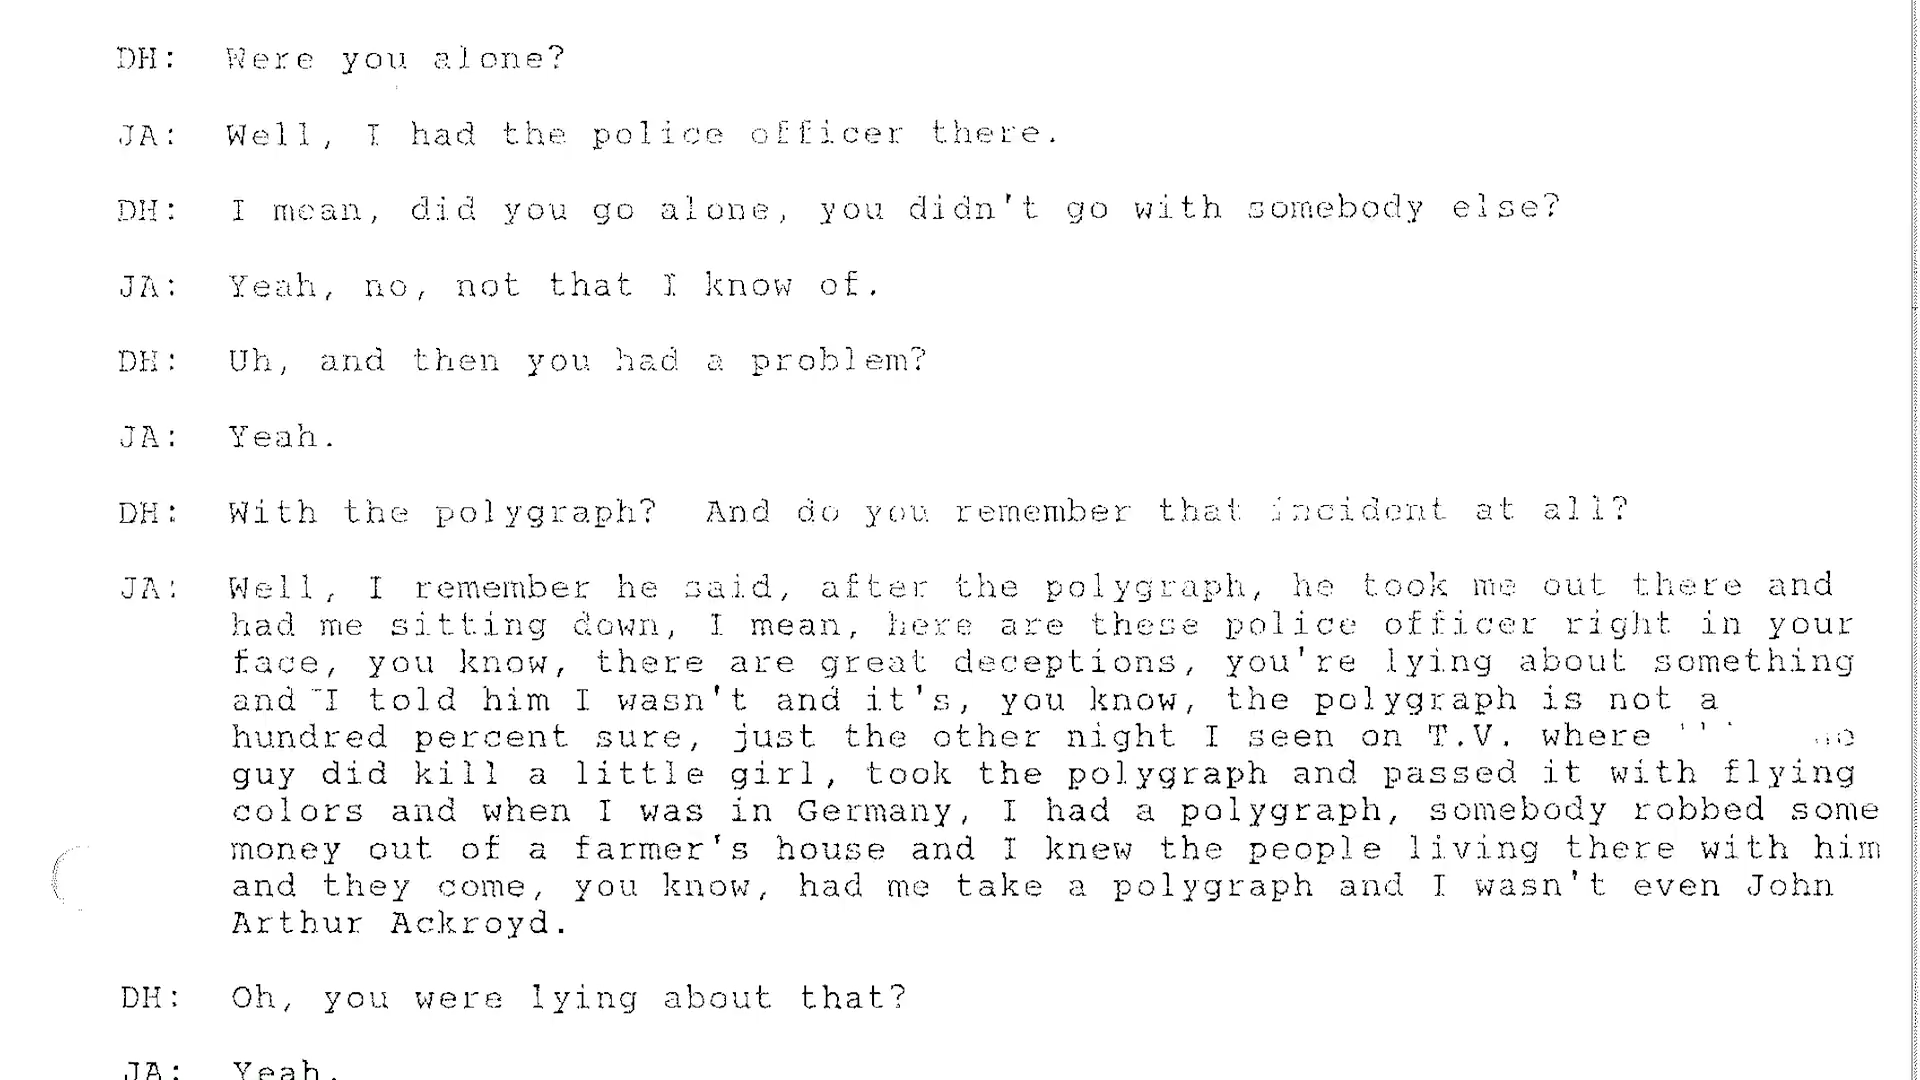 DH: Were you alone?
JA: Well, I had the police officer there.
DH: I mean, did you go alone, you didn't go with somebody else?
JA: Yeah, no, not that I know of.
DH: Uh, and then you had a problem?
JA: Yeah.
DH: With the polygraph? And do you remember that incident at all?
JA: Well, I remember he said, after the polygraph, he took me out there and
had me sitting down, I mean, here are these police officer right in your
face, you know, there are great deceptions, you're lying about something
and I told him I wasn't and it's, you know, the polygraph is not a
hundred percent sure, just the other night I seen on T.V. where
guy did kill a little girl, took the polygraph and passed it with flying
colors and when I was in Germany, I had a polygraph, somebody robbed some
money out of a farmer's house and I knew the people living there with him
and they come, you know, had me take a polygraph and I wasn't even John
Arthur Ackroyd.
DH: Oh, you were lying about that?
JA: Yeah.